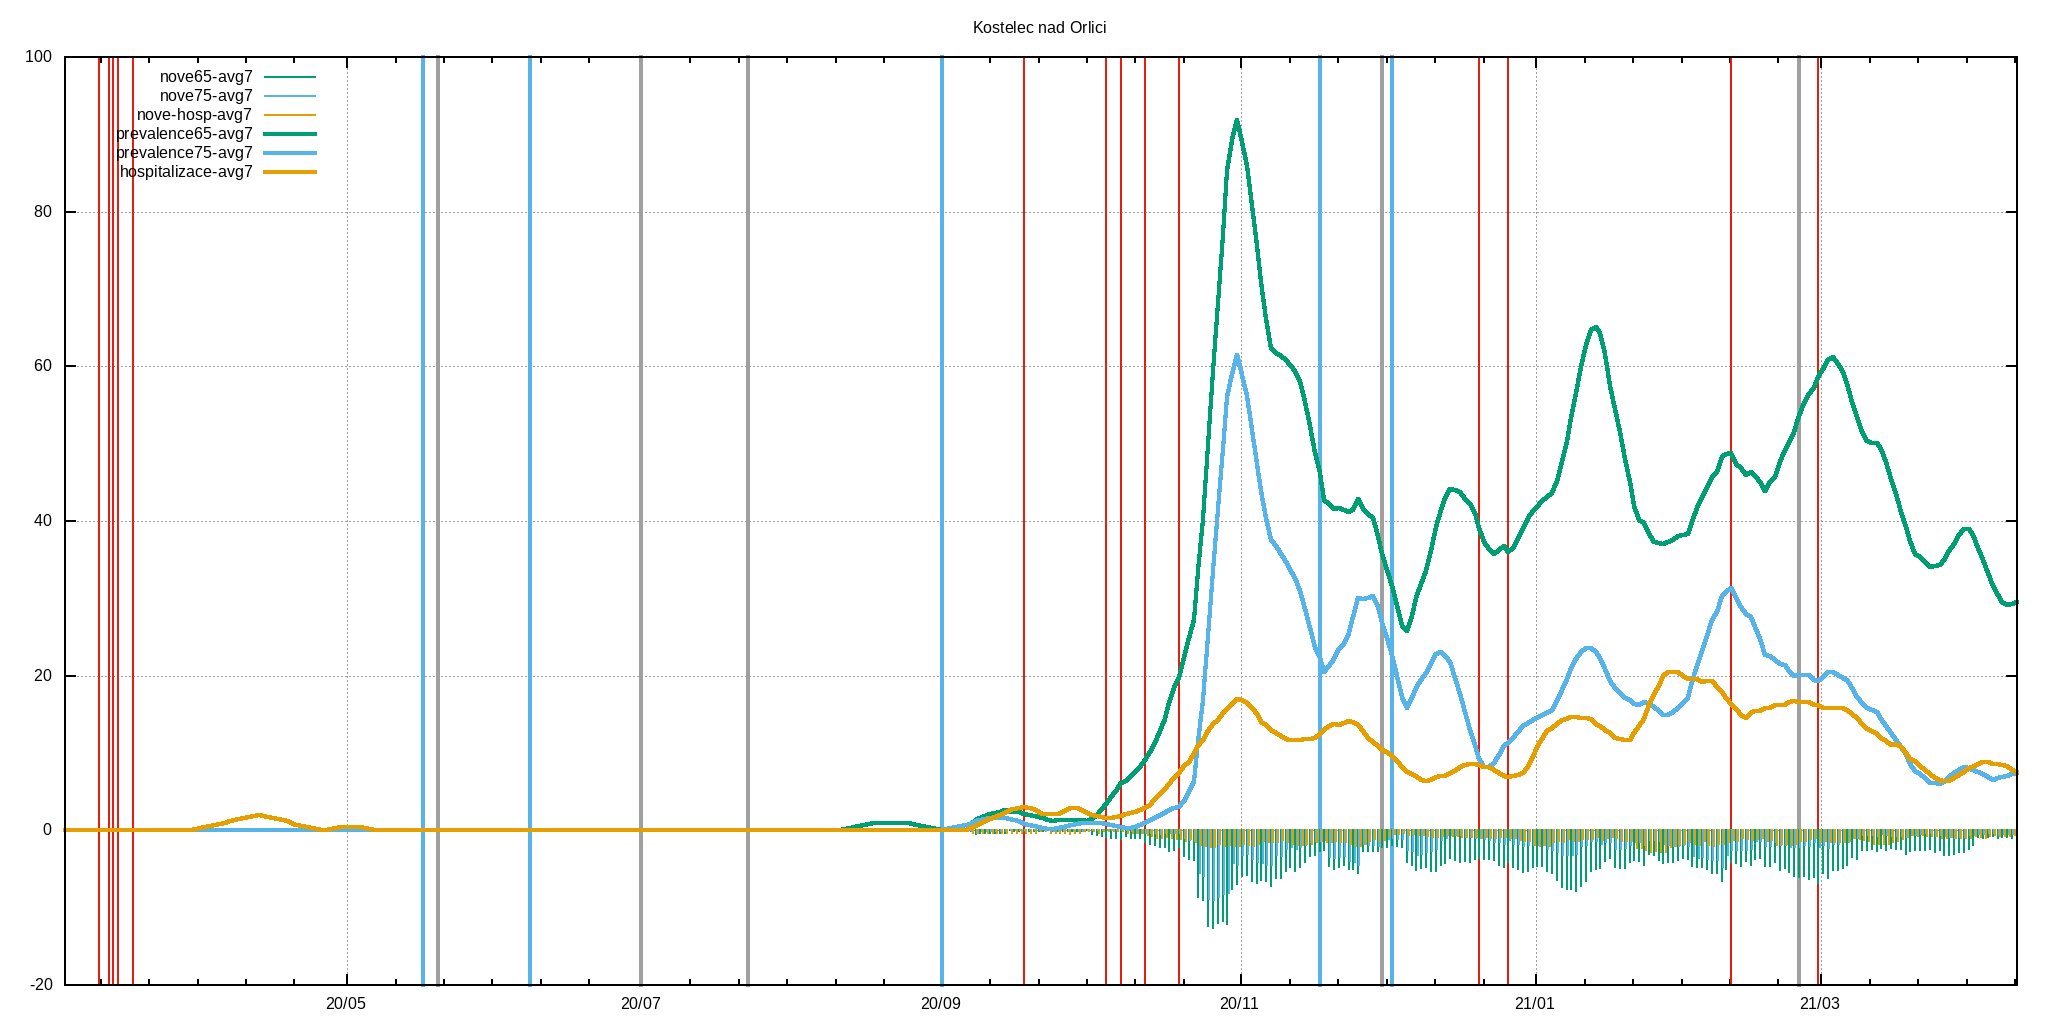 Kostelec nad Orlici
100
nove65-avg7
nove75-avg7
nove-hosp-avg7
prevalence65-avg7
prevalence75-avg7
hospitalizace-avg7
80
60
40
20
0
-20
20/05 20/07 20/09 20/11 21/01 21/03